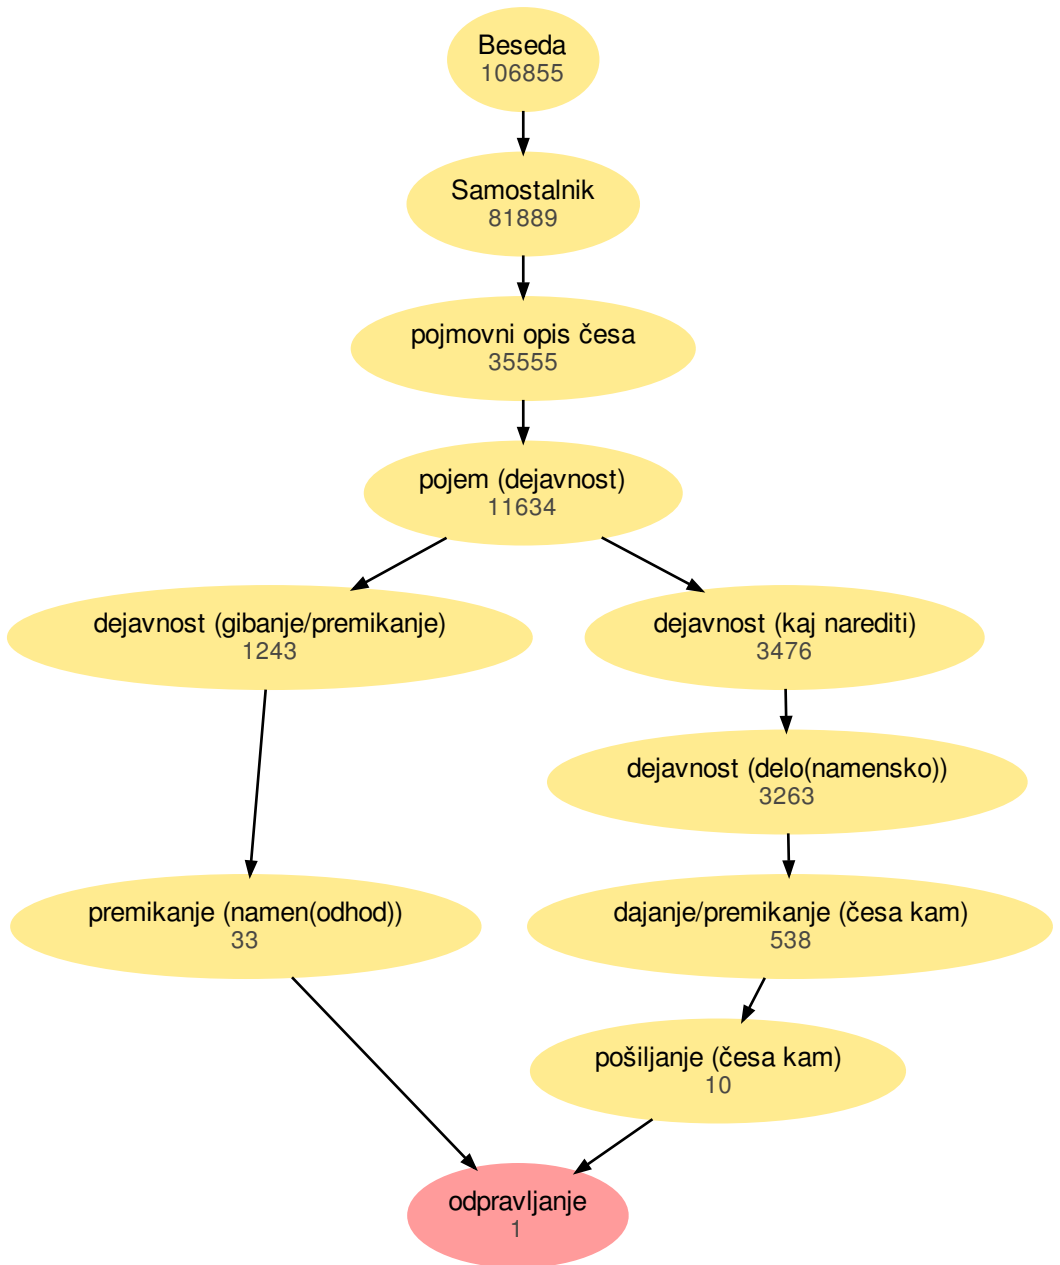 Beseda
106855
Samostalnik
81889
pojmovni opis česa
35555
pojem (dejavnost)
11634
dejavnost (gibanje/premikanje)
1243
dejavnost (kaj narediti)
3476
dejavnost (delo(namensko))
3263
premikanje (namen(odhod))
33
dajanje/premikanje (česa kam)
538
pošiljanje (česa kam)
10
odpravljanje
1